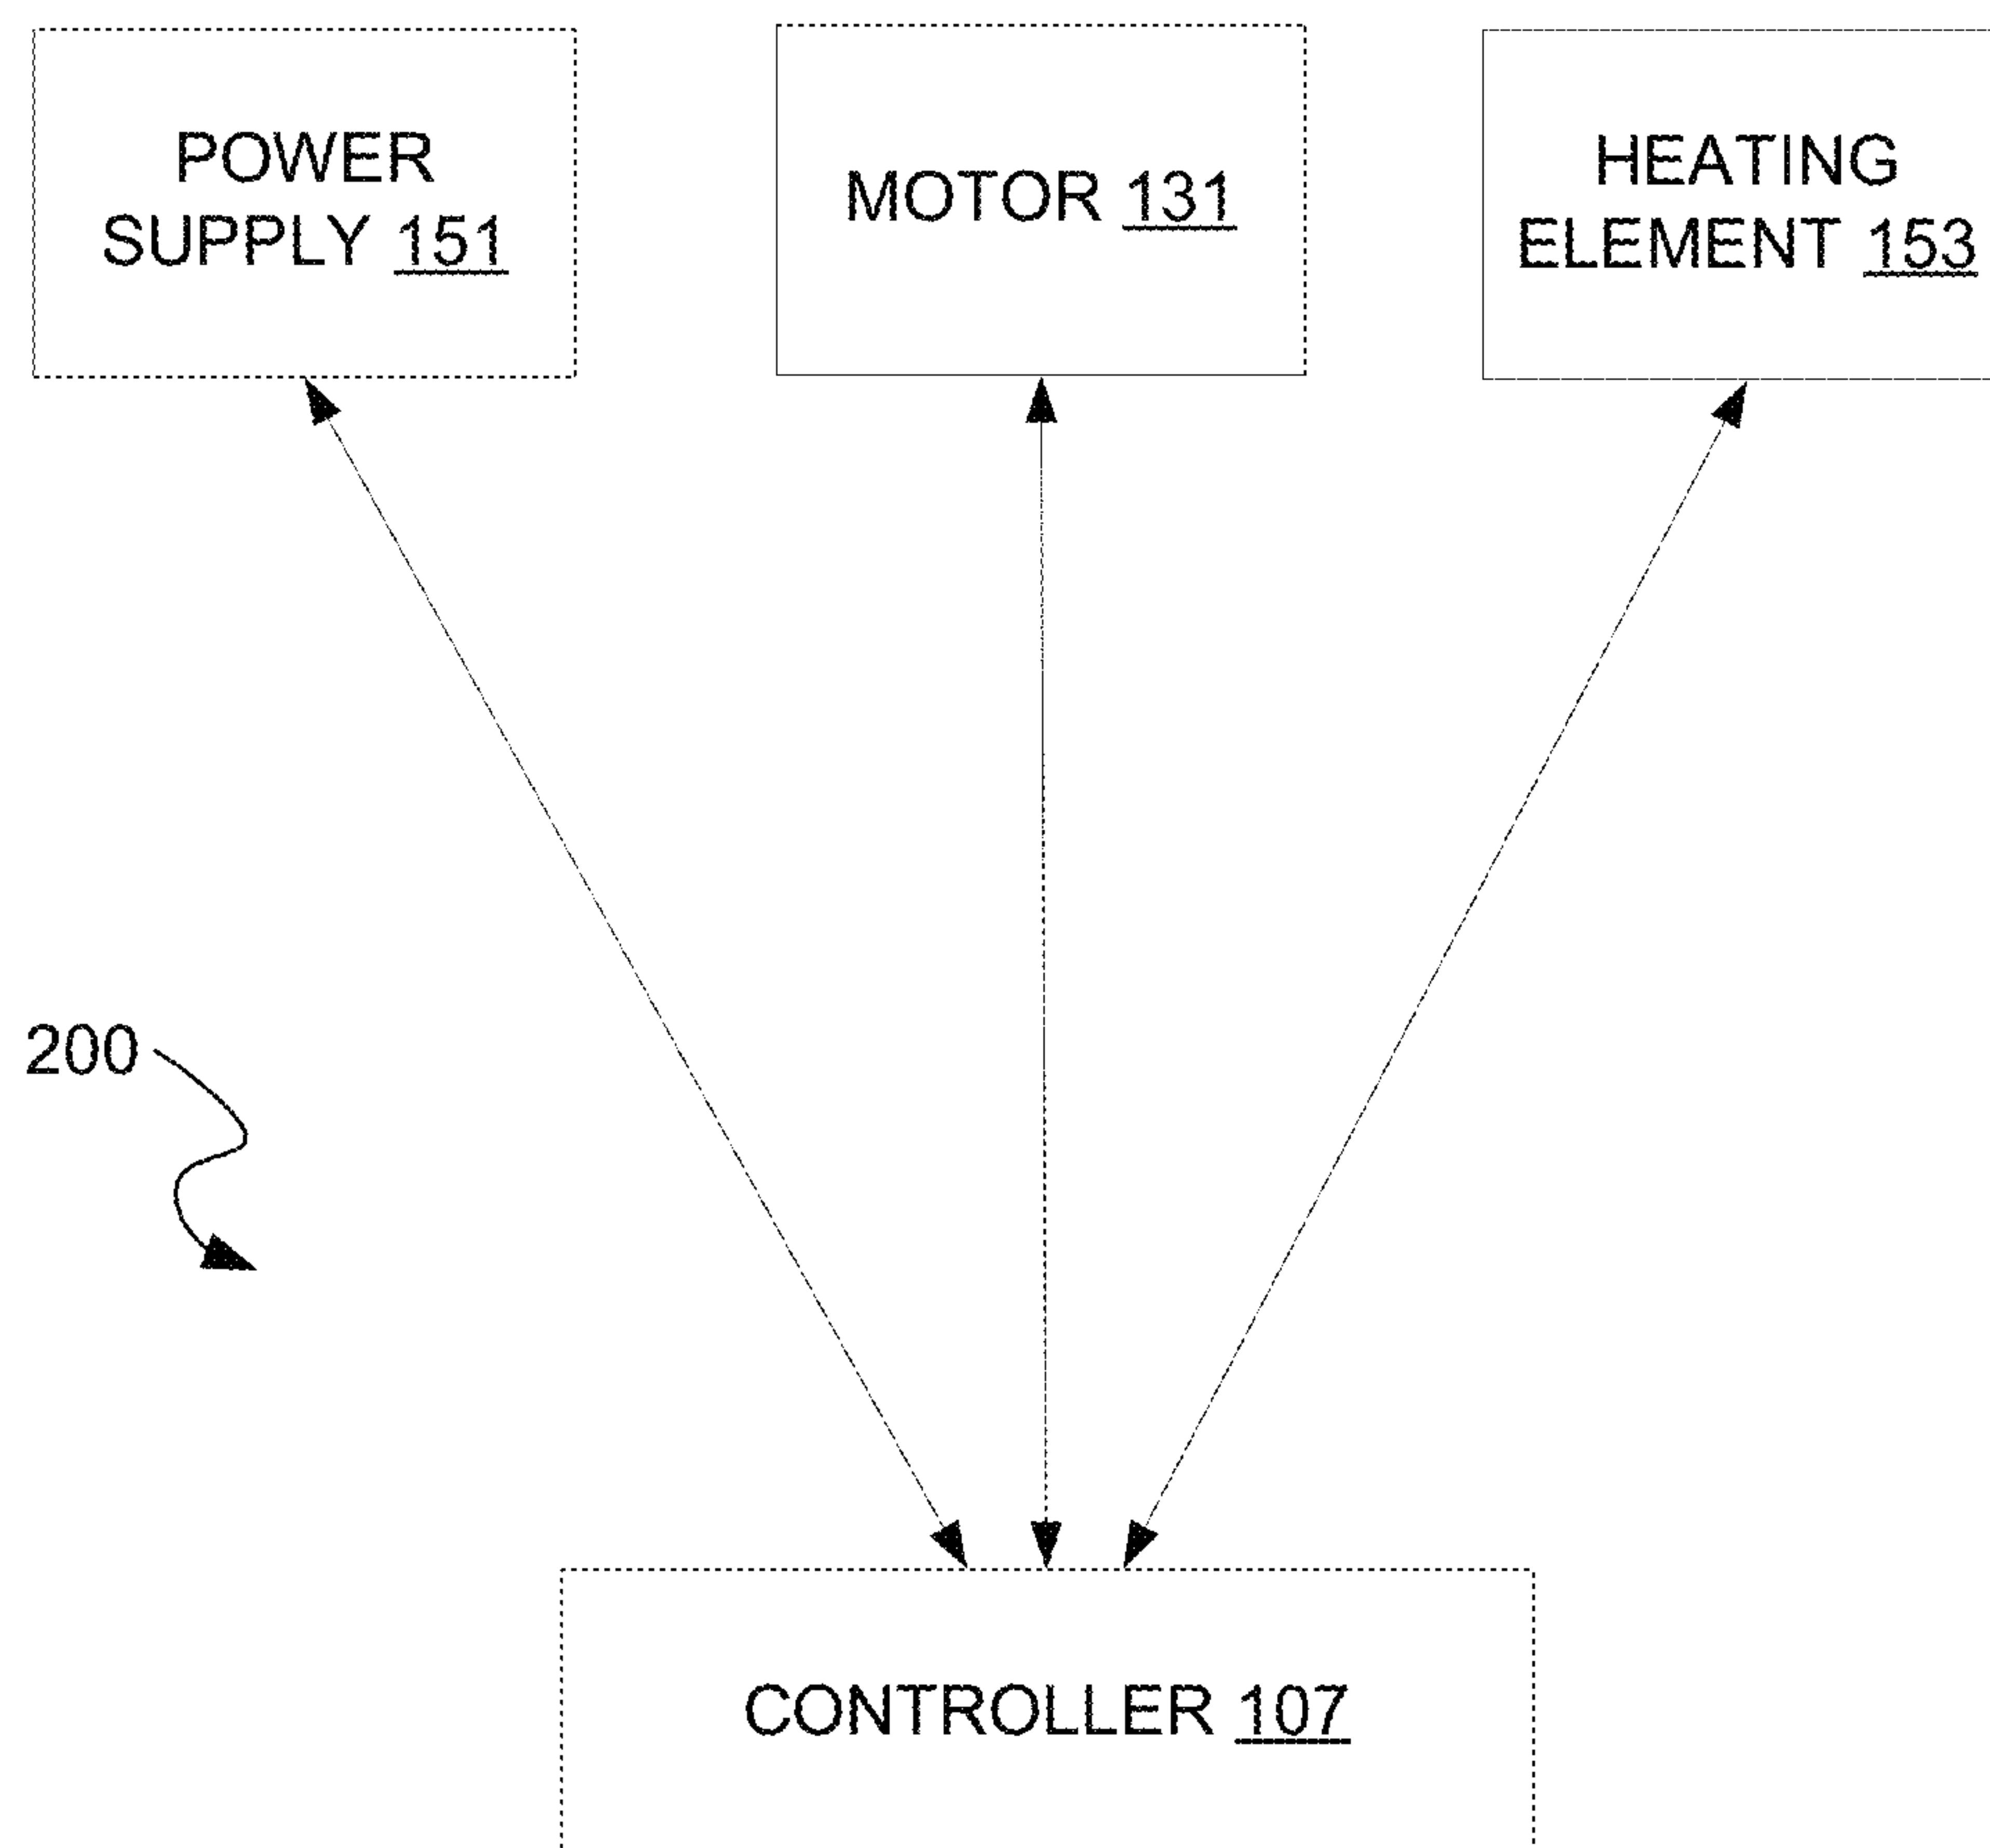 POWER
SUPPLY 151
MOTOR 131
HEATING
ELEMENT 153
200
CONTROLLER 107